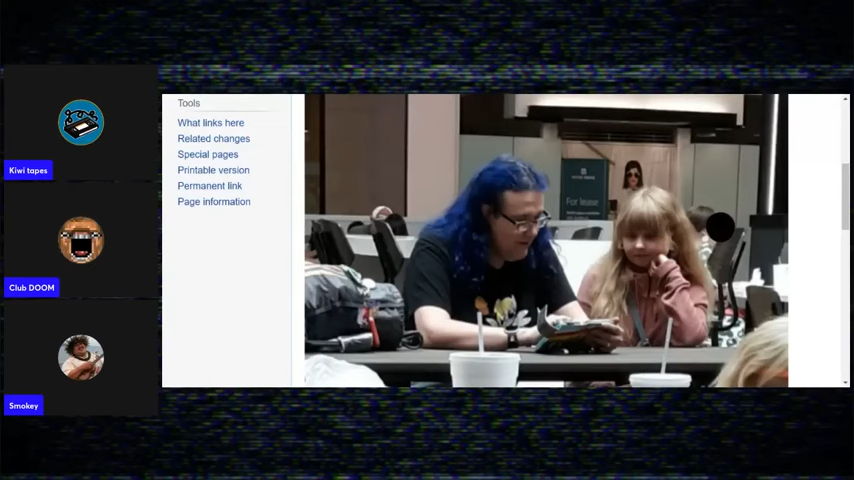 Tools
What links here
Related changes
Special pages
Printable version
Permanent link
Page information
Kiwi tapes
Club DOOM
Smokey
For lease